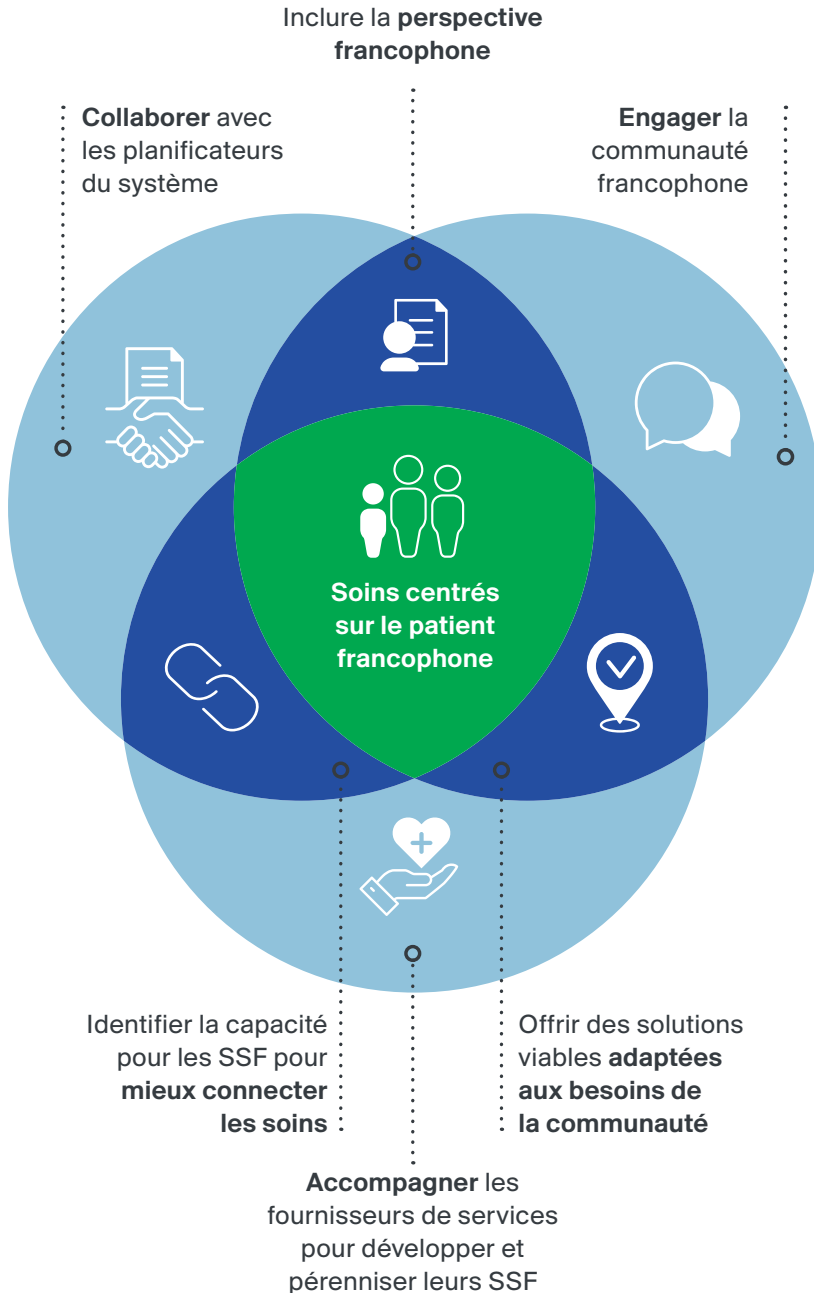 Inclure la perspective
francophone
Collaborer avec
les planificateurs
du système
Engager la
communauté
francophone
Soins centrés
sur le patient
francophone
Identifier la capacité
pour les SSF pour
mieux connecter
les soins
Offrir des solutions
viables adaptées
aux besoins de
la communauté
Accompagner les
fournisseurs de services
pour développer et
pérenniser leurs SSF